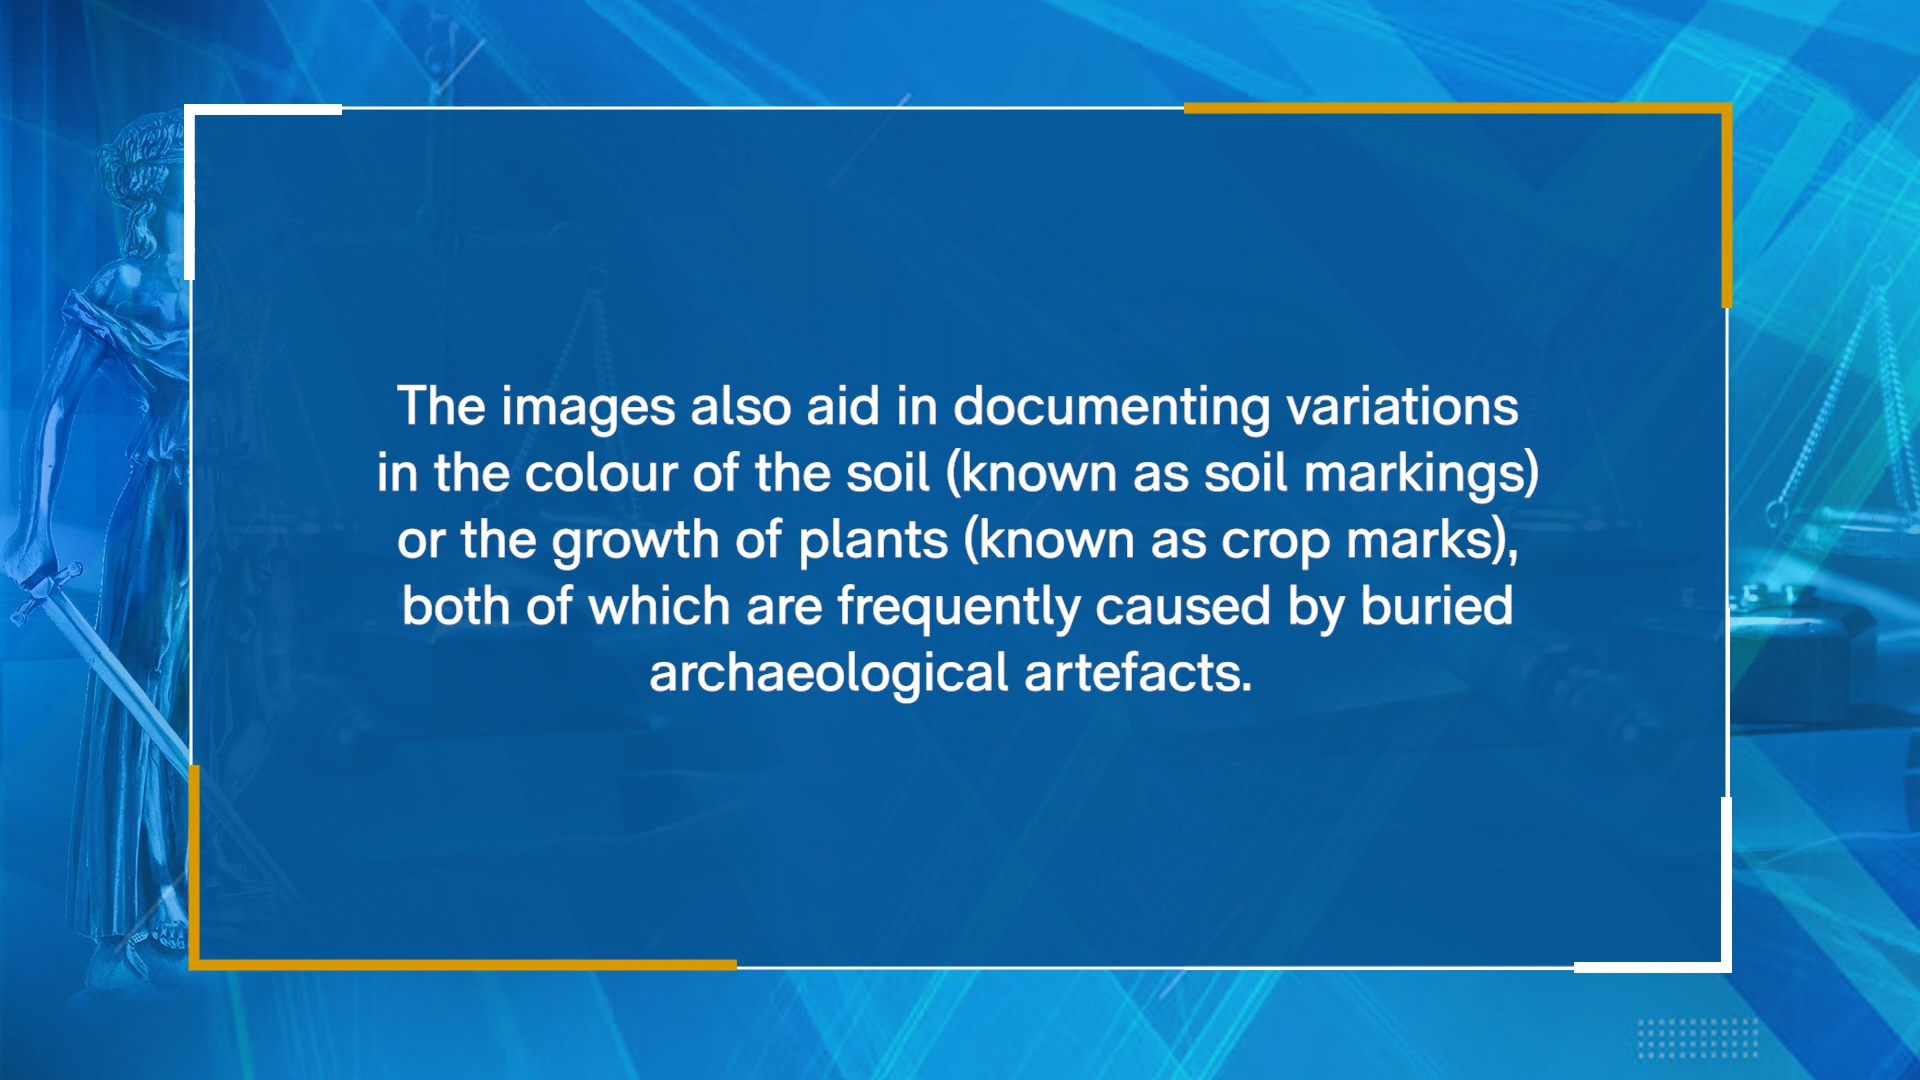 The images also aid in documenting variations
in the colour of the soil (known as soil markings)
or the growth of plants (known as crop marks),
both of which are frequently caused by buried
archaeological artefacts.